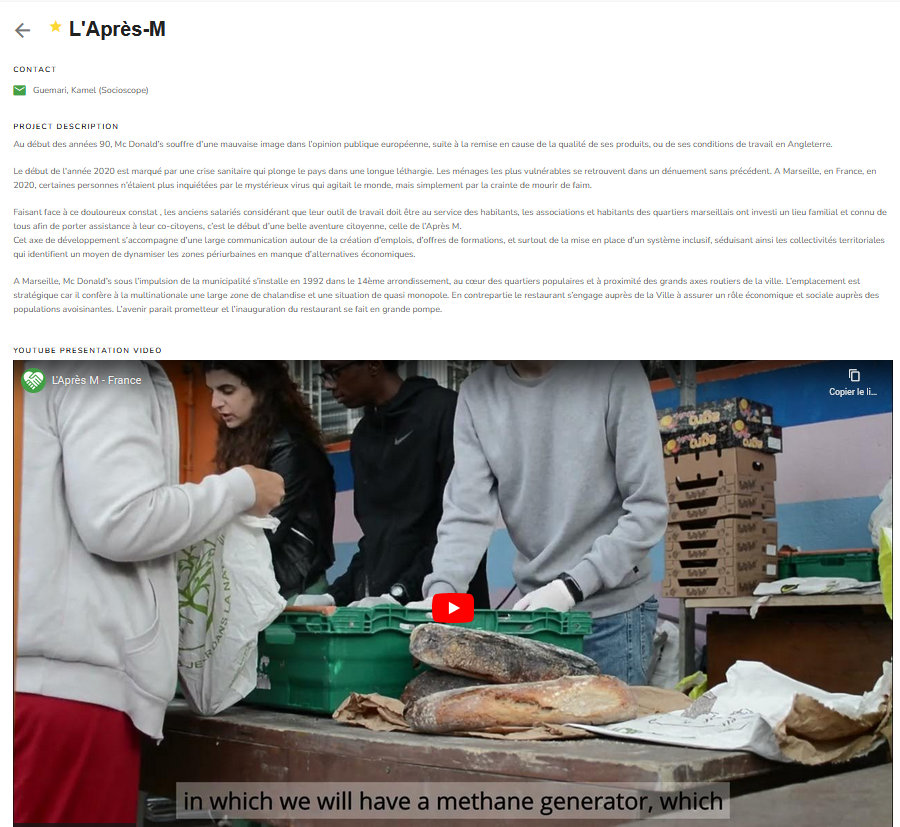 L'Après-M
CONTACT
Guemari, Kamel (Socioscope)
PROJECT DESCRIPTION
Au début des années 90, Mc Donald's souffre d'une mauvaise image dans l'opinion publique européenne, suite à la remise en cause de la qualité de ses produits, ou de ses conditions de travail en Angleterre.
Le début de l'année 2020 est marqué par une crise sanitaire qui plonge le pays dans une longue léthargie. Les ménages les plus vulnérables se retrouvent dans un dénuement sans précédent. A Marseille, en France, en
2020, certaines personnes n'étaient plus inquiétées par le mystérieux virus qui agitait le monde, mais simplement par la crainte de mourir de faim.
Faisant face à ce douloureux constat , les anciens salariés considérant que leur outil de travail doit être au service des habitants, les associations et habitants des quartiers marseillais ont investi un lieu familial et connu de
tous afin de porter assistance à leur co-citoyens, c'est le début d'une belle aventure citoyenne, celle de l'Après M.
Cet axe de développement s'accompagne d'une large communication autour de la création d'emplois, d'offres de formations, et surtout de la mise en place d'un système inclusif, séduisant ainsi les collectivités territoriales
qui identifient un moyen de dynamiser les zones périurbaines en manque d'alternatives économiques.
A Marseille, Mc Donald's sous l'impulsion de la municipalité s'installe en 1992 dans le 14ème arrondissement, au cœur des quartiers populaires et à proximité des grands axes routiers de la ville. L'emplacement est
stratégique car il confère à la multinationale une large zone de chalandise et une situation de quasi monopole. En contrepartie le restaurant s'engage auprès de la Ville à assurer un rôle économique et sociale auprès des
populations avoisinantes. L'avenir parait prometteur et l'inauguration du restaurant se fait en grande pompe.
YOUTUBE PRESENTATION VIDEO
L'Après M - France
Copier le li...
DANS LA NA
in which we will have a methane generator, which